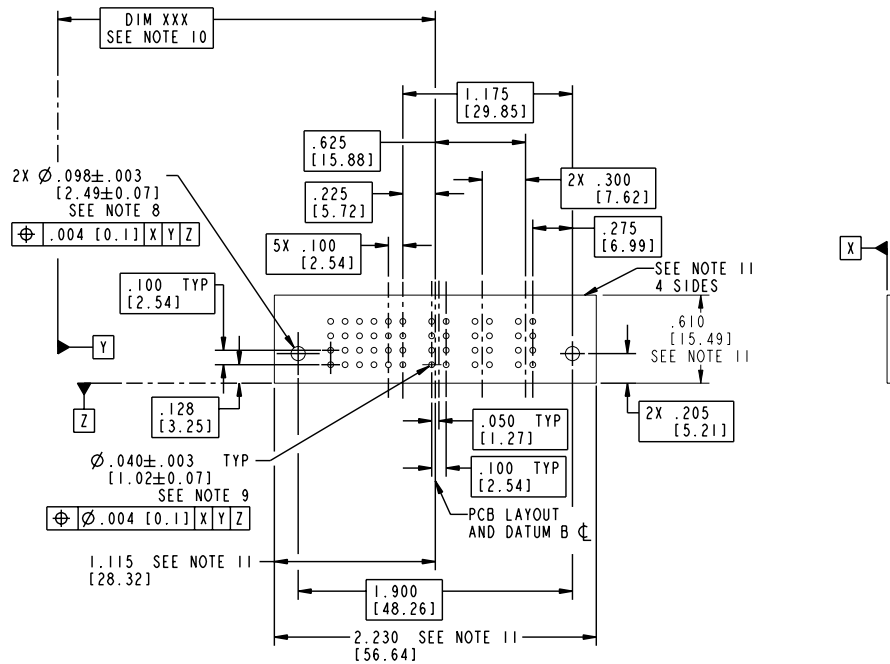 DIM XXX
SEE NOTE 10
1.175
[29.85]
.625
[15.88]
2X Ø .098±.003
[2.49±0.07]
SEE NOTE 8
⌖ .004 [0.1] X Y Z
.225
[5.72]
2X .300
[7.62]
5X .100
[2.54]
.275
[6.99]
X
.100 TYP
[2.54]
SEE NOTE 11
4 SIDES
.610
[15.49]
SEE NOTE 11
Y
Z
.128
[3.25]
.050 TYP
[1.27]
2X .205
[5.21]
Ø .040±.003 TYP
[1.02±0.07]
SEE NOTE 9
⌖ Ø.004 [0.1] X Y Z
.100 TYP
[2.54]
PCB LAYOUT
AND DATUM B ℄
1.115 SEE NOTE 11
[28.32]
1.900
[48.26]
2.230 SEE NOTE 11
[56.64]